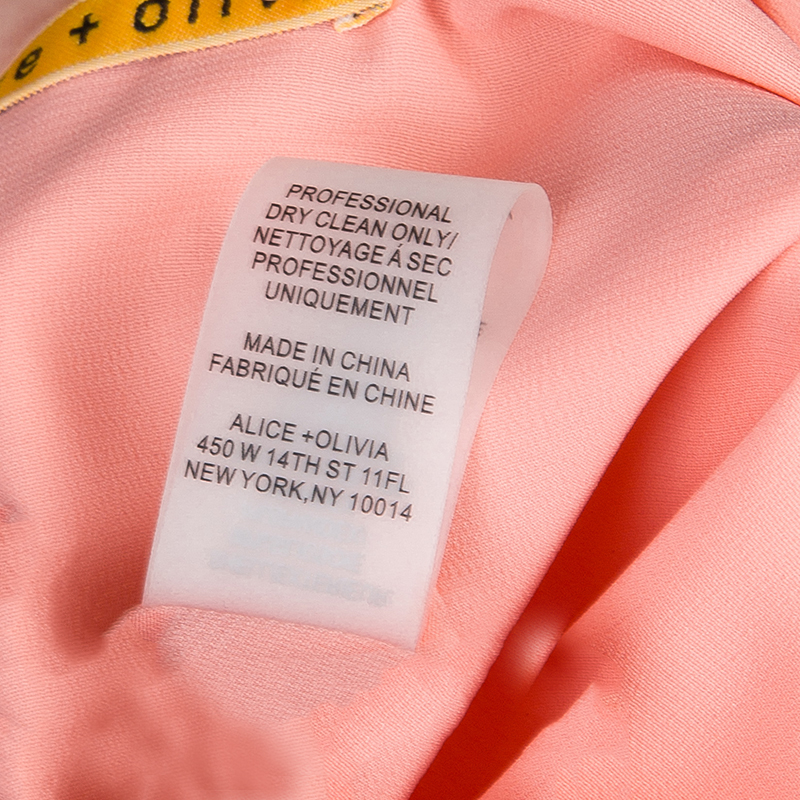 e + oliv
PROFESSIONAL
DRY CLEAN ONLY/
NETTOYAGE Á SEC
PROFESSIONNEL
UNIQUEMENT
MADE IN CHINA
FABRIQUÉ EN CHINE
ALICE +OLIVIA
450 W 14TH ST 11FL
NEW YORK,NY 10014